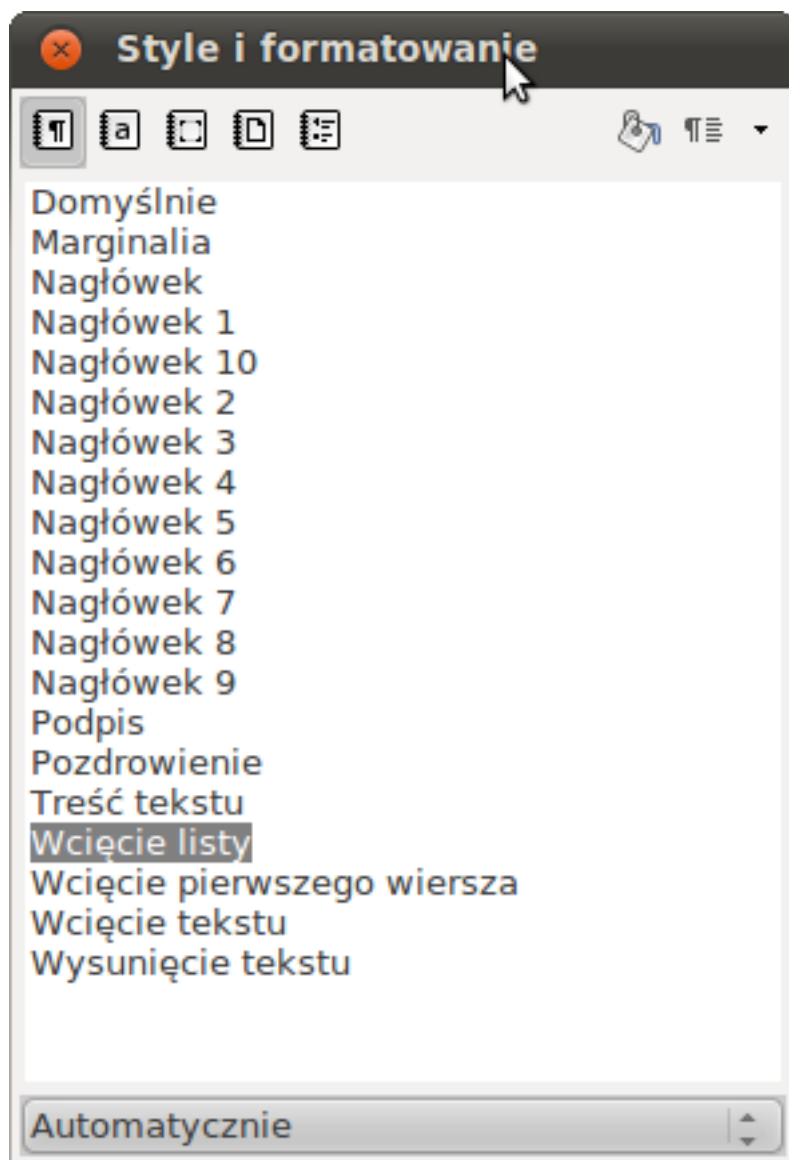 Style i formatowanie
Domyślnie
Marginalia
Nagłówek
Nagłówek 1
Nagłówek 10
Nagłówek 2
Nagłówek 3
Nagłówek 4
Nagłówek 5
Nagłówek 6
Nagłówek 7
Nagłówek 8
Nagłówek 9
Podpis
Pozdrowienie
Treść tekstu
Wcięcie listy
Wcięcie pierwszego wiersza
Wcięcie tekstu
Wysunięcie tekstu
Automatycznie